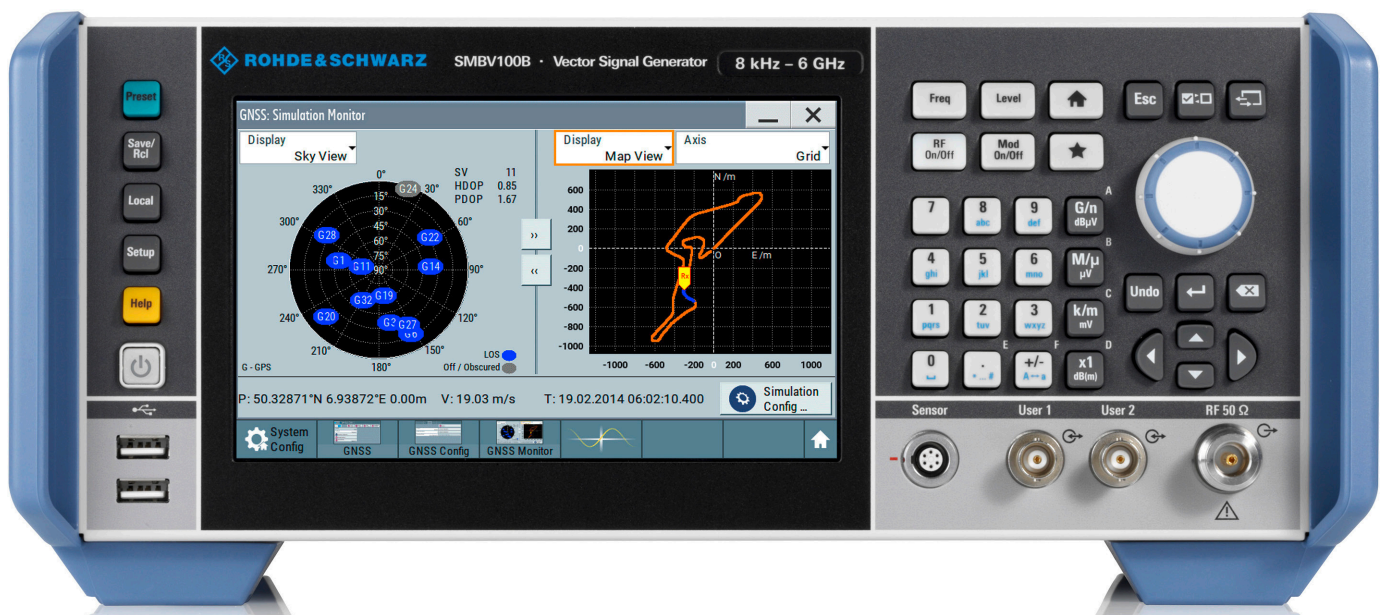 ROHDE & SCHWARZ SMBV100B · Vector Signal Generator 8 kHz – 6 GHz
Preset
Save/
Rcl
Local
Setup
Help
GNSS: Simulation Monitor
Display
Sky View
SV 11
HDOP 0.85
PDOP 1.67
0°
30°
60°
90°
120°
150°
180°
210°
240°
270°
300°
330°
15°
30°
45°
60°
75°
90°
G24
G28
G22
G1
G11
G14
G32
G19
G20
G27
G6
LOS
Off / Obscured
G - GPS
››
‹‹
Display
Map View
Axis
Grid
N /m
600
400
200
0
-200
-400
-600
-800
-1000
O
E /m
Rx
-1000 -600 -200 0 200 600 1000
P: 50.32871°N 6.93872°E 0.00m V: 19.03 m/s T: 19.02.2014 06:02:10.400
Simulation
Config ...
System
Config
GNSS
GNSS Config
GNSS Monitor
Freq
Level
Esc
RF
On/Off
Mod
On/Off
A
7
8
abc
9
def
G/n
dBµV
B
4
ghi
5
jkl
6
mno
M/µ
µV
C
Undo
1
pqrs
2
tuv
3
wxyz
k/m
mV
E
F
D
0
.
* ... #
+/-
A↔a
x1
dB(m)
Sensor
User 1
User 2
RF 50 Ω